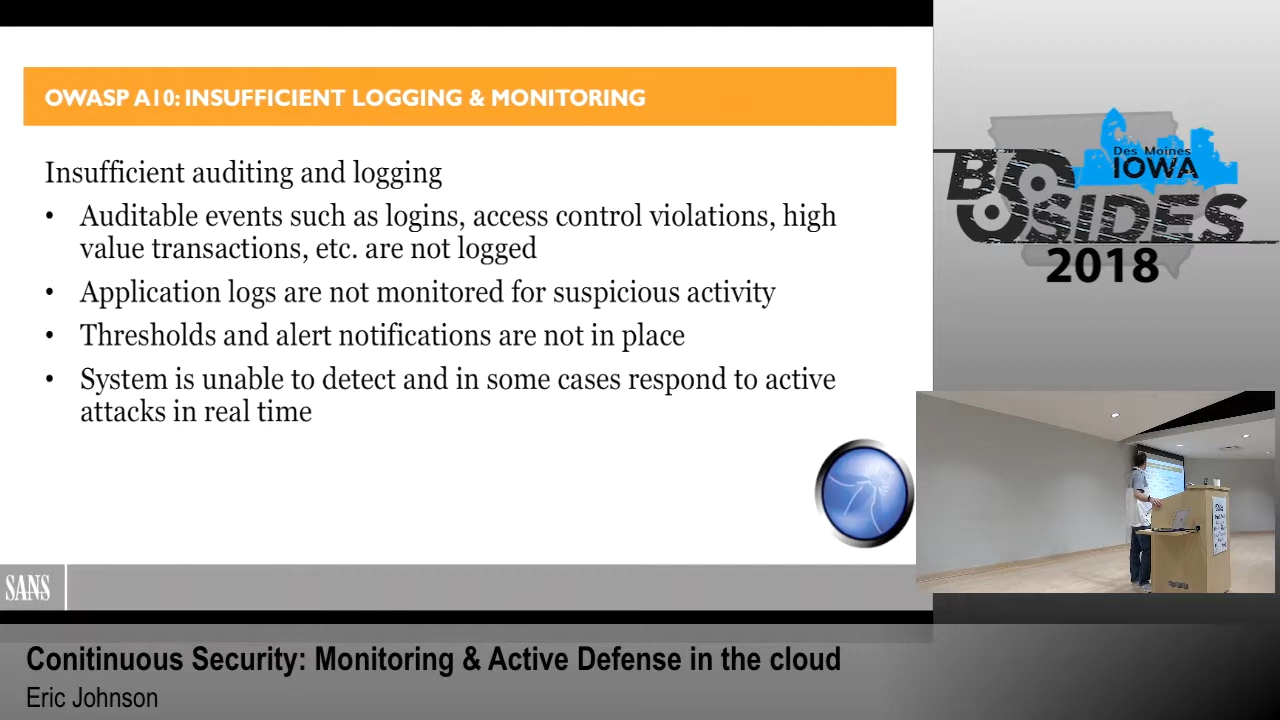 OWASP A10: INSUFFICIENT LOGGING & MONITORING
Insufficient auditing and logging
• Auditable events such as logins, access control violations, high
value transactions, etc. are not logged
• Application logs are not monitored for suspicious activity
• Thresholds and alert notifications are not in place
• System is unable to detect and in some cases respond to active
attacks in real time
SANS
Des Moines
IOWA
BSIDES
2018
Conitinuous Security: Monitoring & Active Defense in the cloud
Eric Johnson